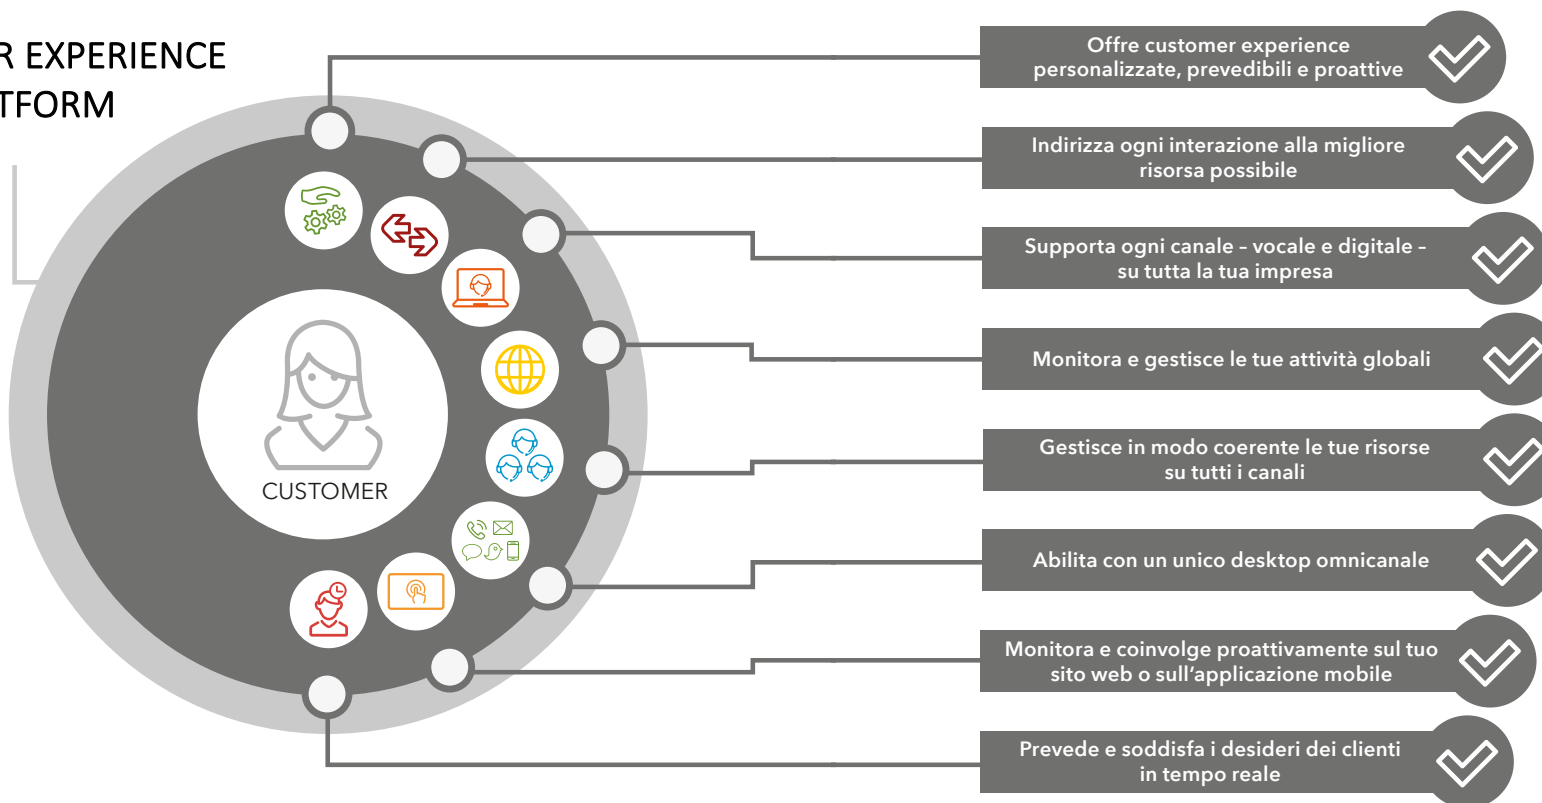 R EXPERIENCE
TFORM
CUSTOMER
Offre customer experience
personalizzate, prevedibili e proattive
Indirizza ogni interazione alla migliore
risorsa possibile
Supporta ogni canale – vocale e digitale –
su tutta la tua impresa
Monitora e gestisce le tue attività globali
Gestisce in modo coerente le tue risorse
su tutti i canali
Abilita con un unico desktop omnicanale
Monitora e coinvolge proattivamente sul tuo
sito web o sull’applicazione mobile
Prevede e soddisfa i desideri dei clienti
in tempo reale